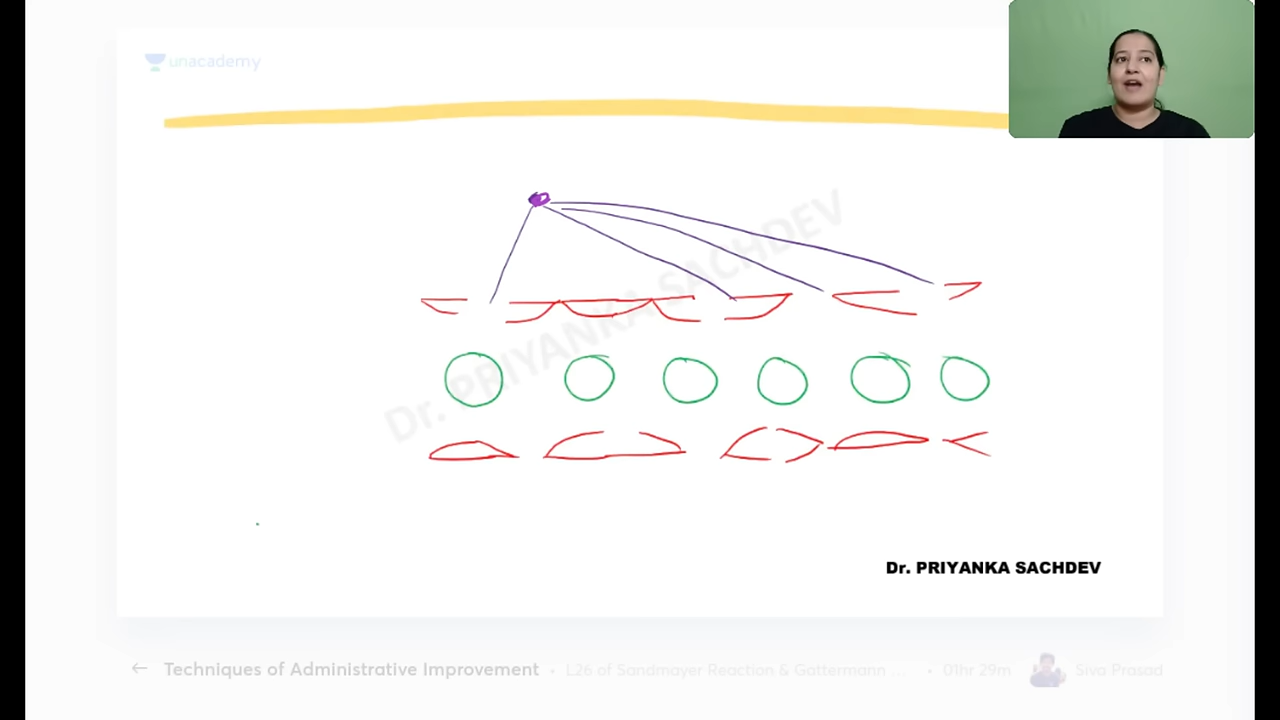 unacademy
Dr. PRIYANKA SACHDEV
Dr. PRIYANKA SACHDEV
← Techniques of Administrative Improvement • L26 of Sandmayer Reaction & Gattermann ... • 01hr 29m Siva Prasad